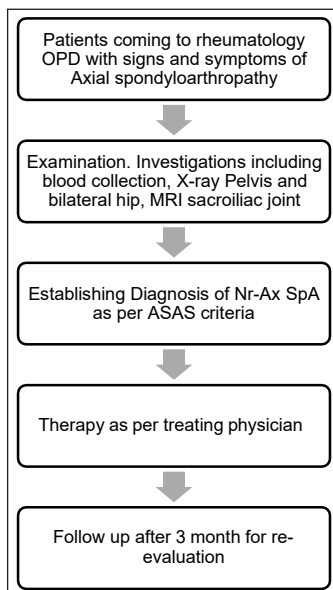 Patients coming to rheumatology
OPD with signs and symptoms of
Axial spondyloarthropathy
Examination. Investigations including
blood collection, X-ray Pelvis and
bilateral hip, MRI sacroiliac joint
Establishing Diagnosis of Nr-Ax SpA
as per ASAS criteria
Therapy as per treating physician
Follow up after 3 month for re-
evaluation